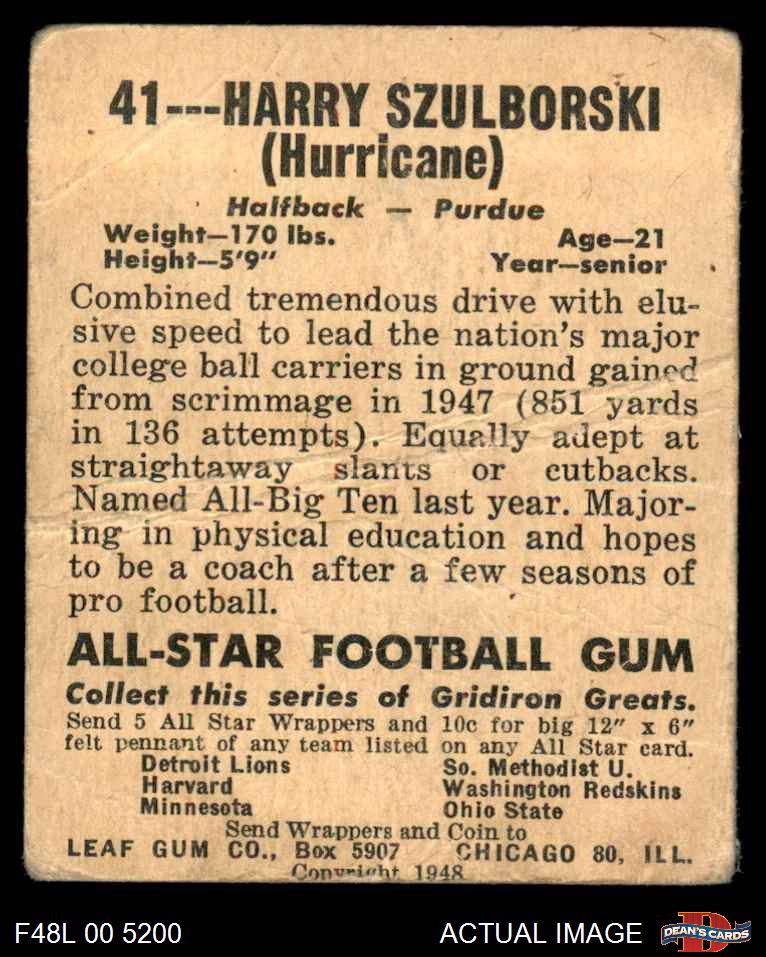 41---HARRY SZULBORSKI
(Hurricane)
Halfback — Purdue
Weight—170 lbs. Age—21
Height—5'9" Year—senior
Combined tremendous drive with elu-
sive speed to lead the nation's major
college ball carriers in ground gained
from scrimmage in 1947 (851 yards
in 136 attempts). Equally adept at
straightaway slants or cutbacks.
Named All-Big Ten last year. Major-
ing in physical education and hopes
to be a coach after a few seasons of
pro football.
ALL-STAR FOOTBALL GUM
Collect this series of Gridiron Greats.
Send 5 All Star Wrappers and 10c for big 12" x 6"
felt pennant of any team listed on any All Star card.
Detroit Lions So. Methodist U.
Harvard Washington Redskins
Minnesota Ohio State
Send Wrappers and Coin to
LEAF GUM CO., Box 5907 CHICAGO 80, ILL.
Copyright 1948
F48L 00 5200 ACTUAL IMAGE D DEAN'S CARDS